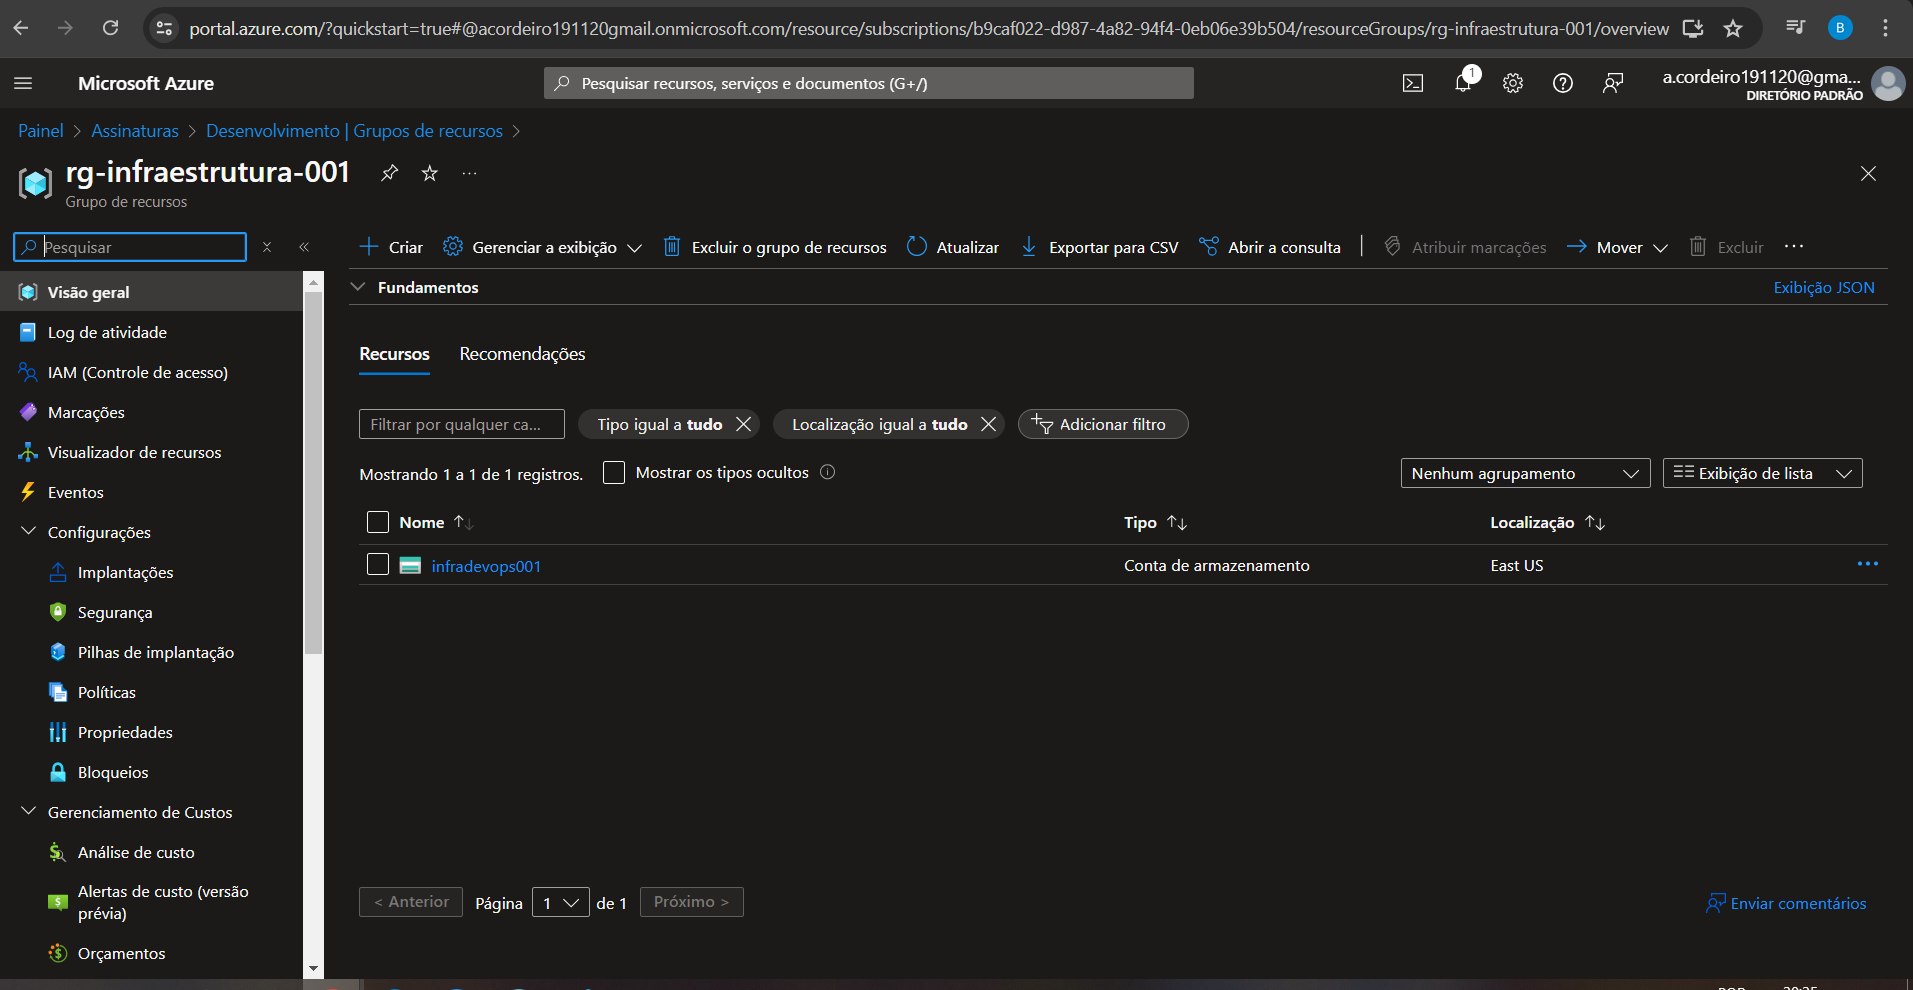 portal.azure.com/?quickstart=true#@acordeiro191120gmail.onmicrosoft.com/resource/subscriptions/b9caf022-d987-4a82-94f4-0eb06e39b504/resourceGroups/rg-infraestrutura-001/overview
B
Microsoft Azure
Pesquisar recursos, serviços e documentos (G+/)
1
a.cordeiro191120@gma...
DIRETÓRIO PADRÃO
Painel > Assinaturas > Desenvolvimento | Grupos de recursos >
rg-infraestrutura-001
Grupo de recursos
Pesquisar
Criar
Gerenciar a exibição
Excluir o grupo de recursos
Atualizar
Exportar para CSV
Abrir a consulta
Atribuir marcações
Mover
Excluir
Visão geral
Log de atividade
IAM (Controle de acesso)
Marcações
Visualizador de recursos
Eventos
Configurações
Implantações
Segurança
Pilhas de implantação
Políticas
Propriedades
Bloqueios
Gerenciamento de Custos
Análise de custo
Alertas de custo (versão
prévia)
Orçamentos
Fundamentos
Exibição JSON
Recursos
Recomendações
Filtrar por qualquer ca...
Tipo igual a tudo
Localização igual a tudo
Adicionar filtro
Mostrando 1 a 1 de 1 registros.
Mostrar os tipos ocultos
Nenhum agrupamento
Exibição de lista
Nome
Tipo
Localização
infradevops001
Conta de armazenamento
East US
< Anterior
Página 1 de 1
Próximo >
Enviar comentários